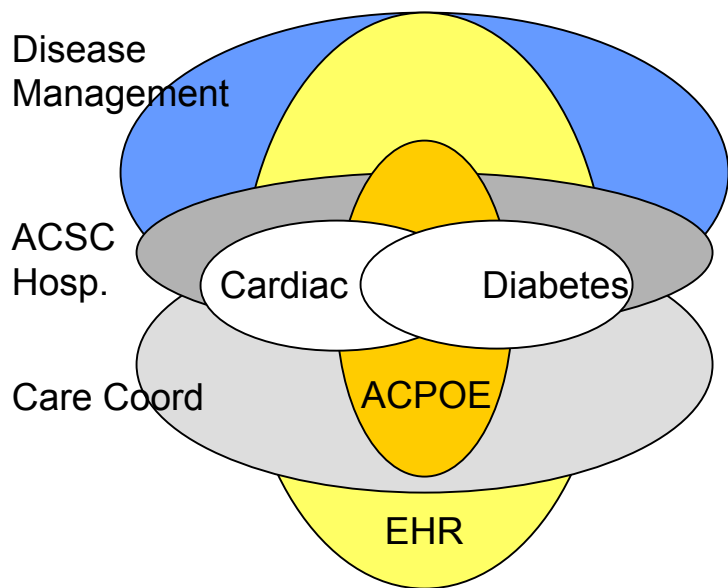 Disease
Management
ACSC
Hosp.
Cardiac
Diabetes
Care Coord
ACPOE
EHR